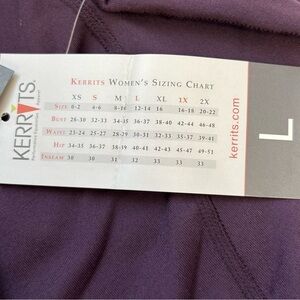 KERRITS.
KERRITS WOMEN'S SIZING CHART
XS S M L XL 1X 2X
SIZE 0-2 4-6 8-10 12-14 16 16-18 20-22
BUST 28-30 32-33 34-35 36-37 38-40 42-44 46-48
WAIST 23-24 25-26 27-28 29-30 31-33 35-37 39-41
HIP 34-35 36-37 38-39 40-41 42-44 45-47 49-51
INSEAM 30 30 31 32 33 33 33
kerrits.com
L